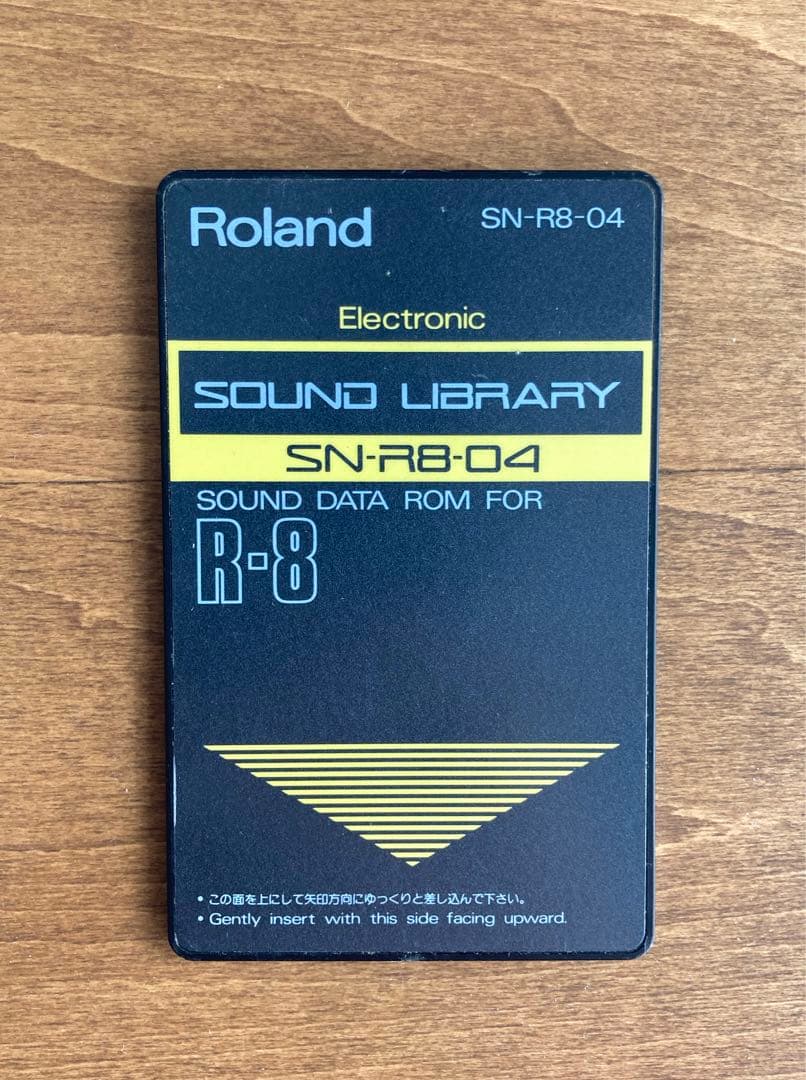 Roland
SN-R8-04
Electronic
SOUND LIBRARY
SN-R8-04
SOUND DATA ROM FOR
R-8
• この面を上にして矢印方向にゆっくりと差し込んで下さい。
• Gently insert with this side facing upward.